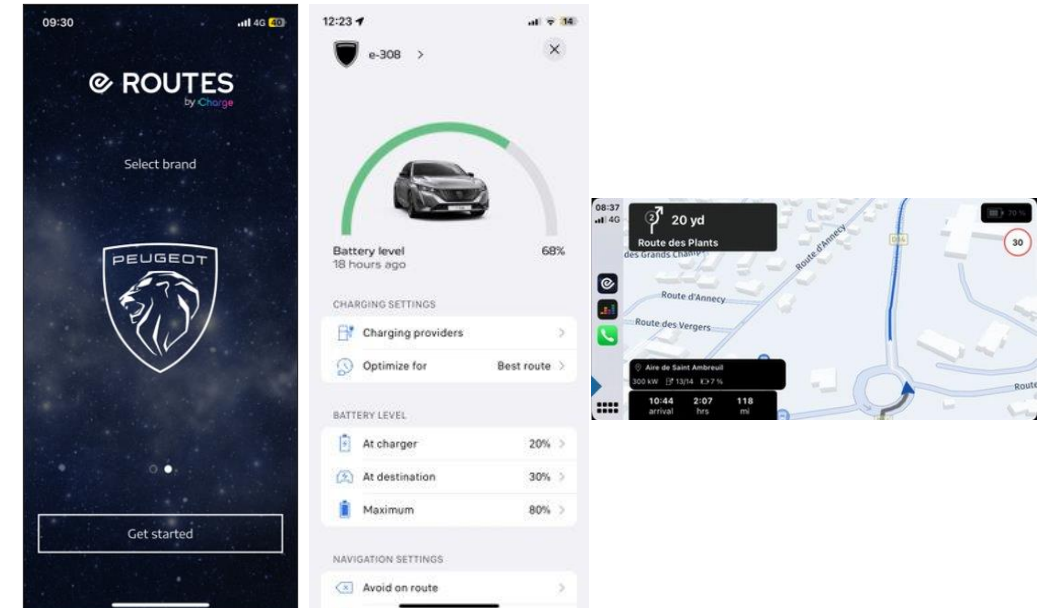 09:30
4G 40
ROUTES
by Charge
Select brand
PEUGEOT
Get started
12:23
14
e-308
Battery level 68%
18 hours ago
CHARGING SETTINGS
Charging providers
Optimize for Best route
BATTERY LEVEL
At charger 20%
At destination 30%
Maximum 80%
NAVIGATION SETTINGS
Avoid on route
08:37
4G
2
20 yd
Route des Plants
70 %
30
des Grands Champs
Route d'Annecy
Route d'Annecy
Route des Vergers
Aire de Saint Ambreuil
300 kW 13/14 7 %
10:44 2:07 118
arrival hrs mi
Route